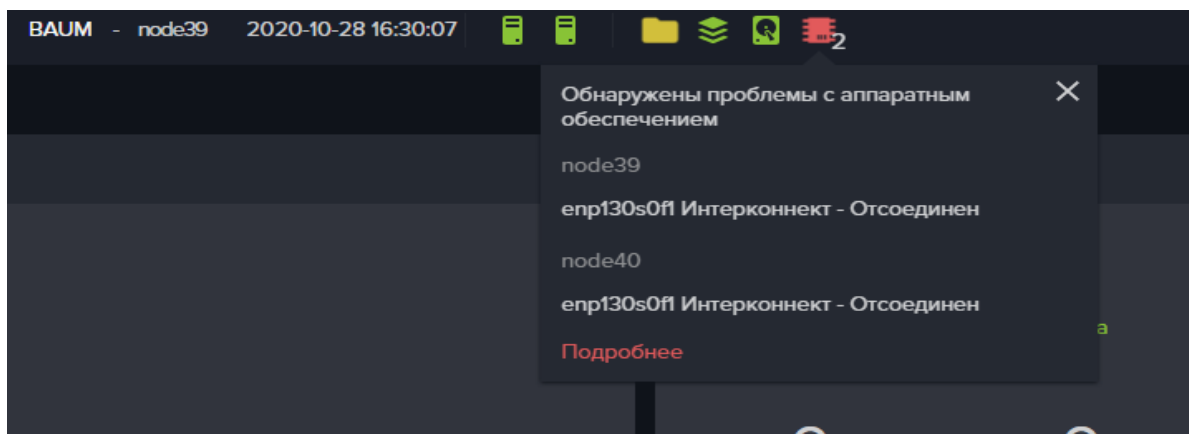 BAUM - node39 2020-10-28 16:30:07
2
Обнаружены проблемы с аппаратным
обеспечением
node39
enp130s0f1 Интерконнект - Отсоединен
node40
enp130s0f1 Интерконнект - Отсоединен
Подробнее
а